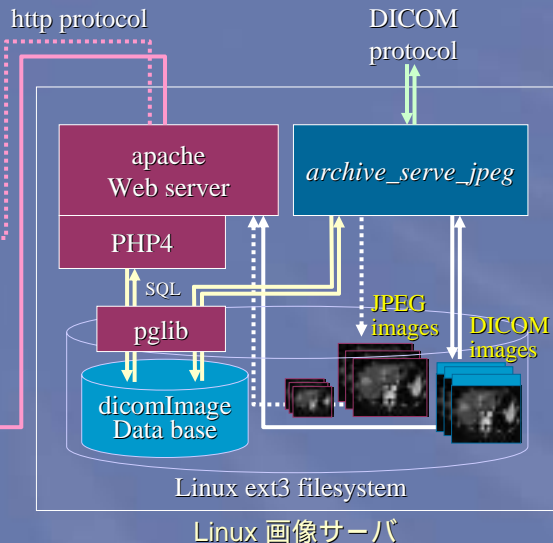 http protocol
DICOM
protocol
apache
Web server
archive_serve_jpeg
PHP4
SQL
pglib
JPEG
images
DICOM
images
dicomImage
Data base
Linux ext3 filesystem
Linux 画像サーバ